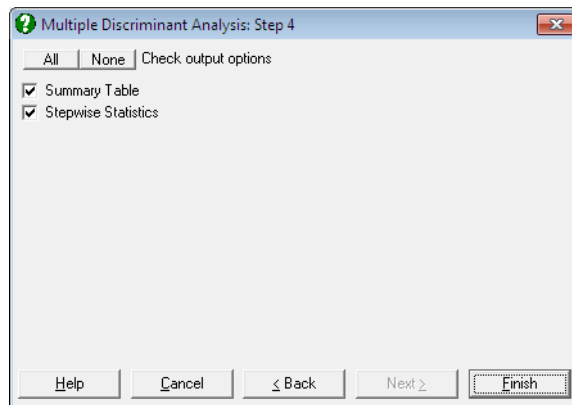 Multiple Discriminant Analysis: Step 4
All None Check output options
Summary Table
Stepwise Statistics
Help Cancel < Back Next > Finish